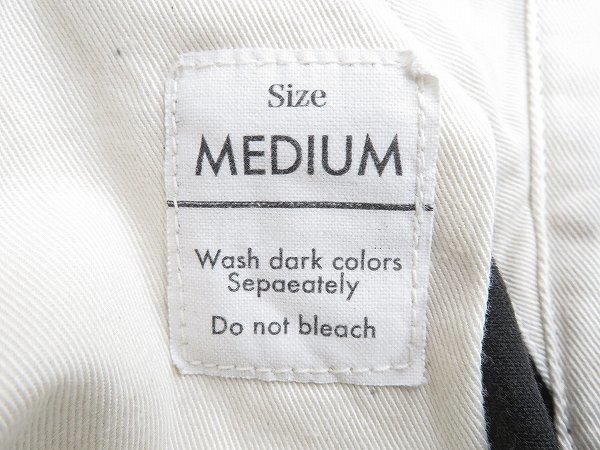 Size
MEDIUM
Wash dark colors
Sepaeately
Do not bleach